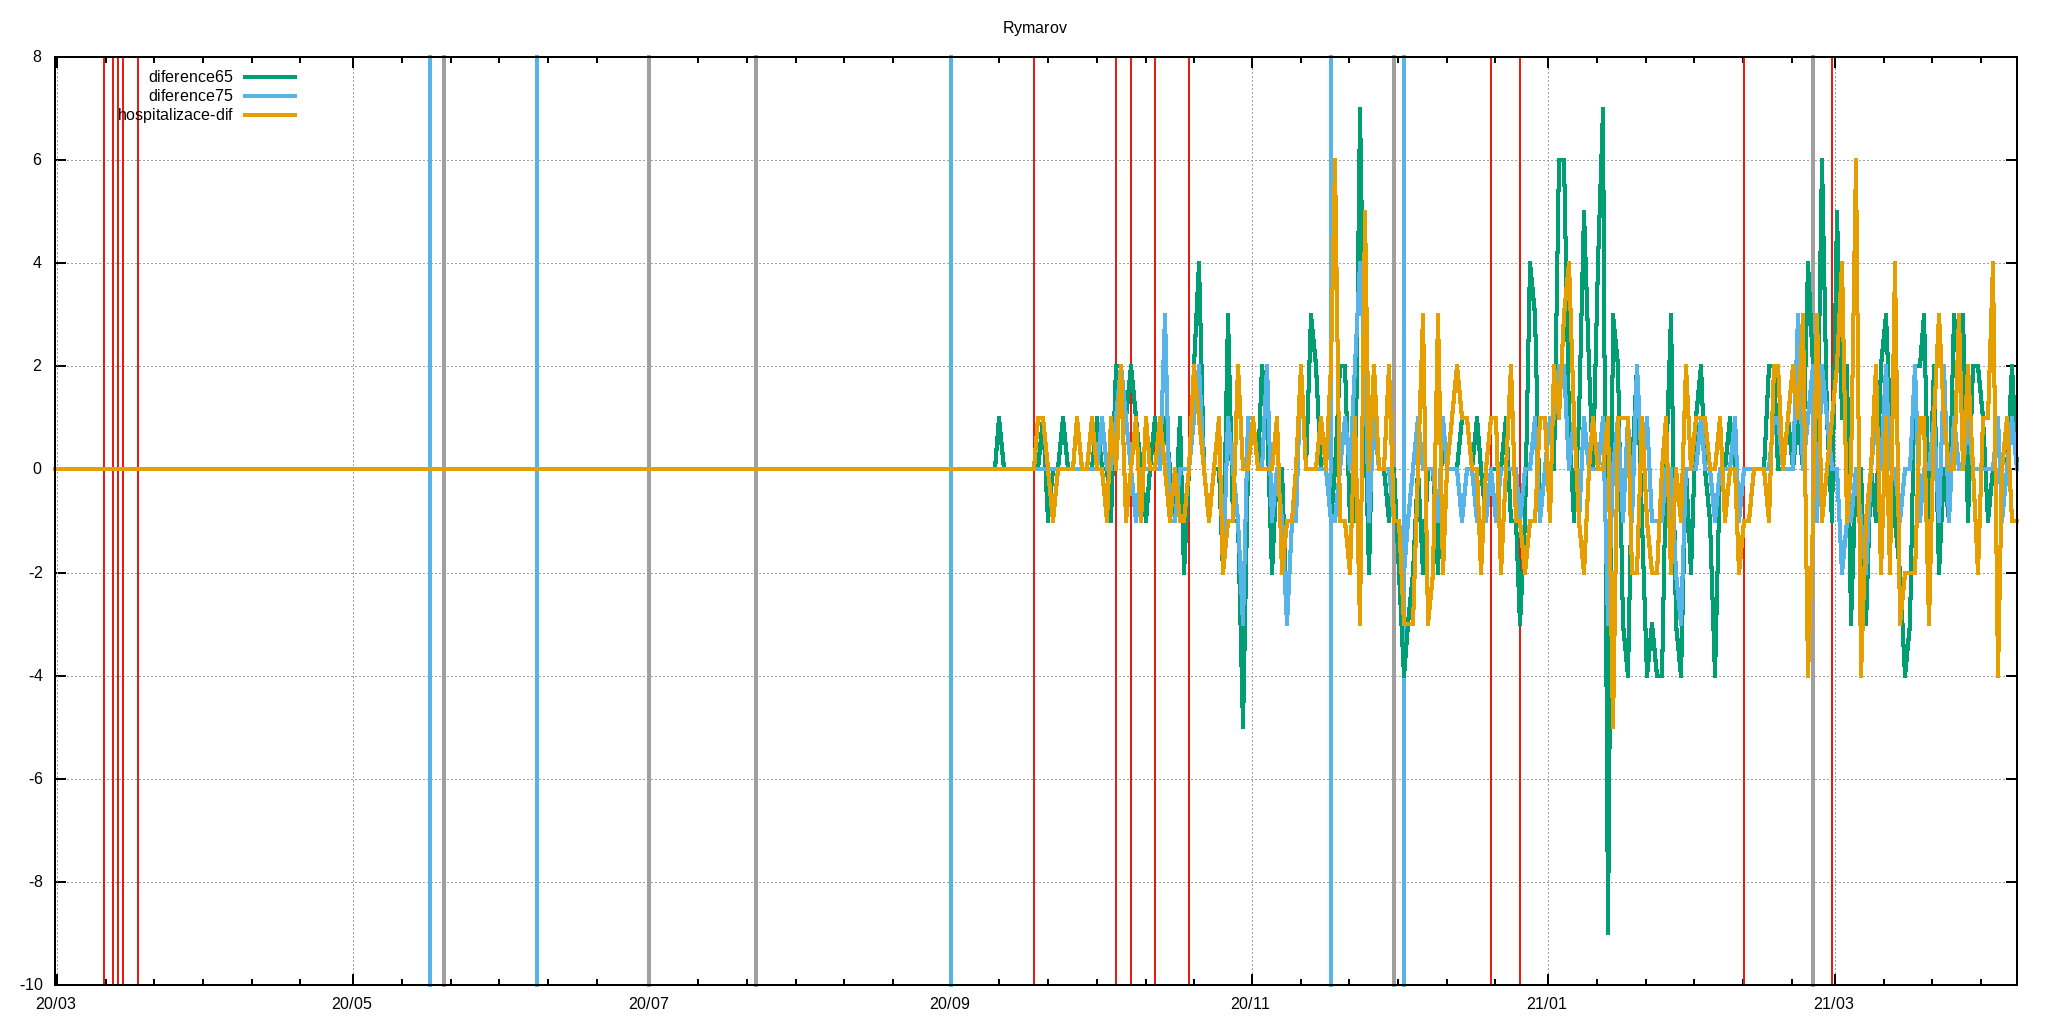 Rymarov
8
diference65
diference75
hospitalizace-dif
6
4
2
0
-2
-4
-6
-8
-10
20/03 20/05 20/07 20/09 20/11 21/01 21/03